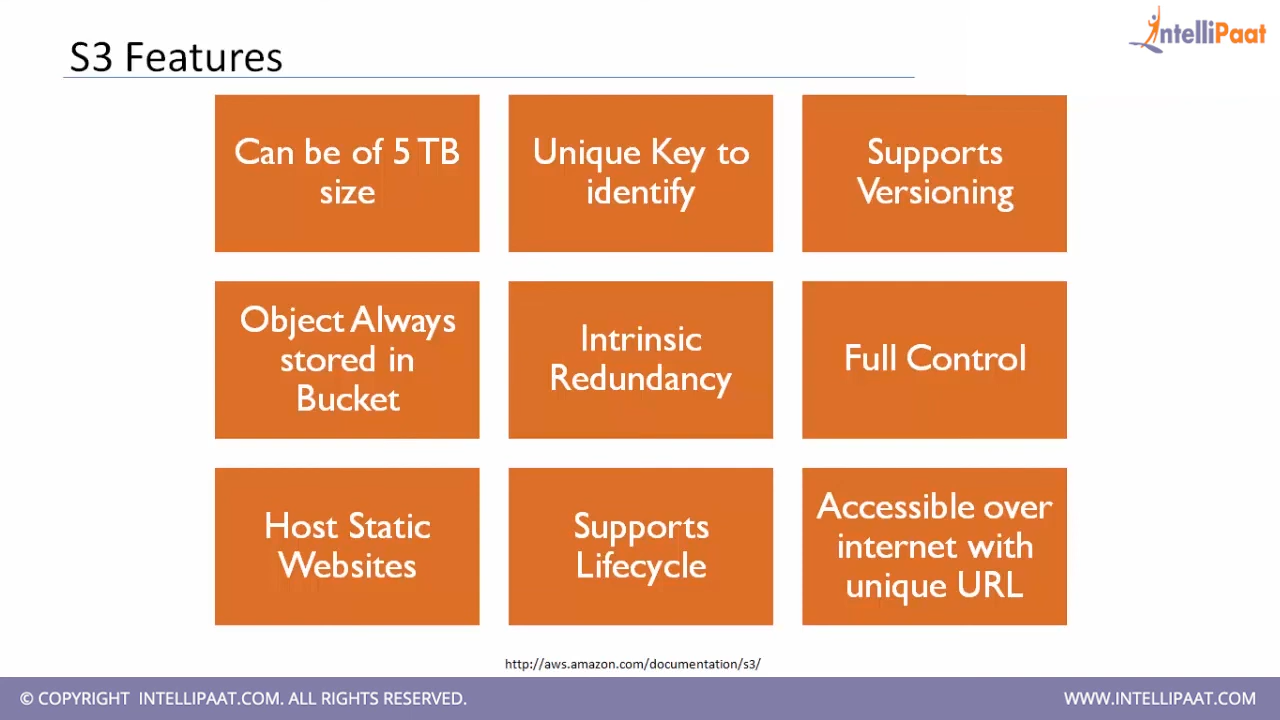 S3 Features
IntelliPaat
Can be of 5 TB
size
Unique Key to
identify
Supports
Versioning
Object Always
stored in
Bucket
Intrinsic
Redundancy
Full Control
Host Static
Websites
Supports
Lifecycle
Accessible over
internet with
unique URL
http://aws.amazon.com/documentation/s3/
© COPYRIGHT INTELLIPAAT.COM. ALL RIGHTS RESERVED.
WWW.INTELLIPAAT.COM